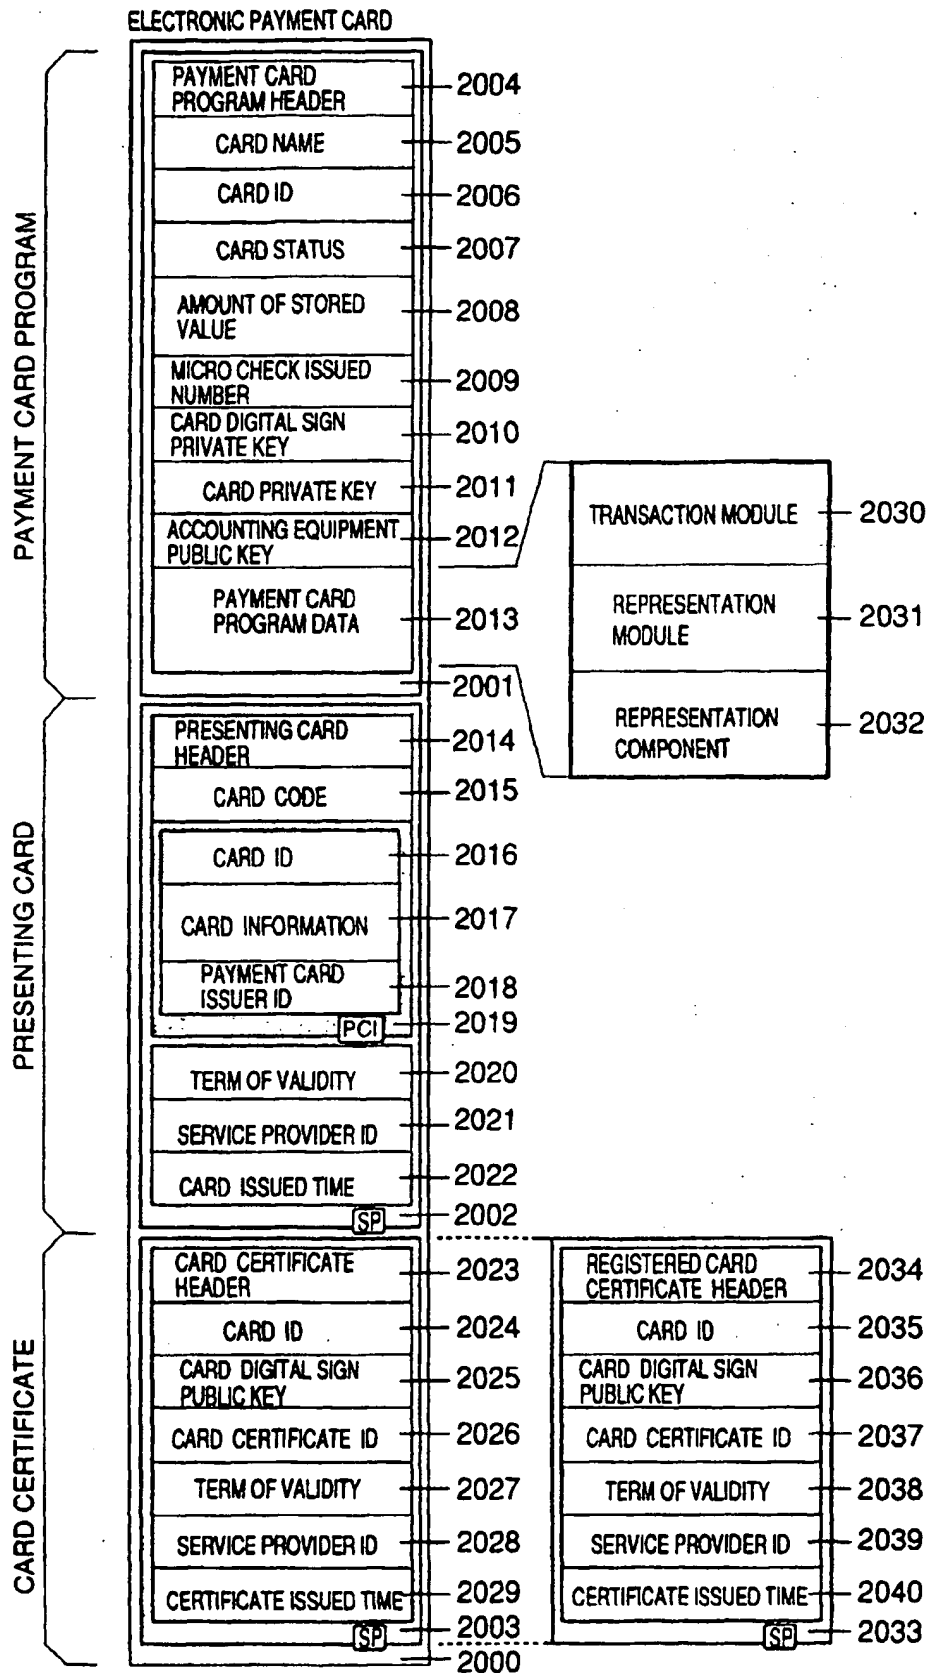 ELECTRONIC PAYMENT CARD
PAYMENT CARD PROGRAM
PAYMENT CARD
PROGRAM HEADER
2004
CARD NAME
2005
CARD ID
2006
CARD STATUS
2007
AMOUNT OF STORED
VALUE
2008
MICRO CHECK ISSUED
NUMBER
2009
CARD DIGITAL SIGN
PRIVATE KEY
2010
CARD PRIVATE KEY
2011
ACCOUNTING EQUIPMENT
PUBLIC KEY
2012
PAYMENT CARD
PROGRAM DATA
2013
2001
TRANSACTION MODULE
2030
REPRESENTATION
MODULE
2031
REPRESENTATION
COMPONENT
2032
PRESENTING CARD
PRESENTING CARD
HEADER
2014
CARD CODE
2015
CARD ID
2016
CARD INFORMATION
2017
PAYMENT CARD
ISSUER ID
2018
PCI
2019
TERM OF VALIDITY
2020
SERVICE PROVIDER ID
2021
CARD ISSUED TIME
2022
SP
2002
CARD CERTIFICATE
CARD CERTIFICATE
HEADER
2023
CARD ID
2024
CARD DIGITAL SIGN
PUBLIC KEY
2025
CARD CERTIFICATE ID
2026
TERM OF VALIDITY
2027
SERVICE PROVIDER ID
2028
CERTIFICATE ISSUED TIME
2029
SP
2003
2000
REGISTERED CARD
CERTIFICATE HEADER
2034
CARD ID
2035
CARD DIGITAL SIGN
PUBLIC KEY
2036
CARD CERTIFICATE ID
2037
TERM OF VALIDITY
2038
SERVICE PROVIDER ID
2039
CERTIFICATE ISSUED TIME
2040
SP
2033